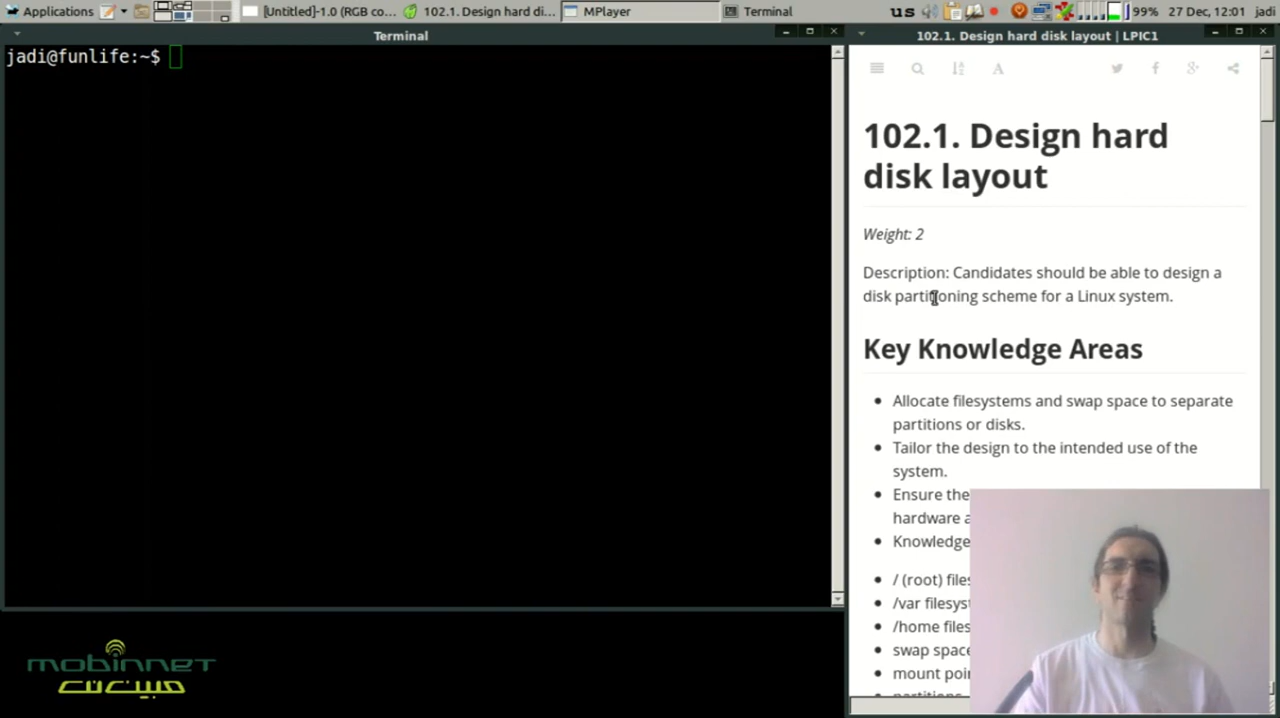 Applications
[Untitled]-1.0 (RGB co...
102.1. Design hard di...
MPlayer
Terminal
us
99%
27 Dec, 12:01
jadi
Terminal
102.1. Design hard disk layout | LPIC1
jadi@funlife:~$
102.1. Design hard
disk layout
Weight: 2
Description: Candidates should be able to design a
disk partitioning scheme for a Linux system.
Key Knowledge Areas
Allocate filesystems and swap space to separate
partitions or disks.
Tailor the design to the intended use of the
system.
Ensure the
hardware a
Knowledge
/ (root) files
/var filesyst
/home files
swap space
mount poin
partitions
mobinnet
مبین نت